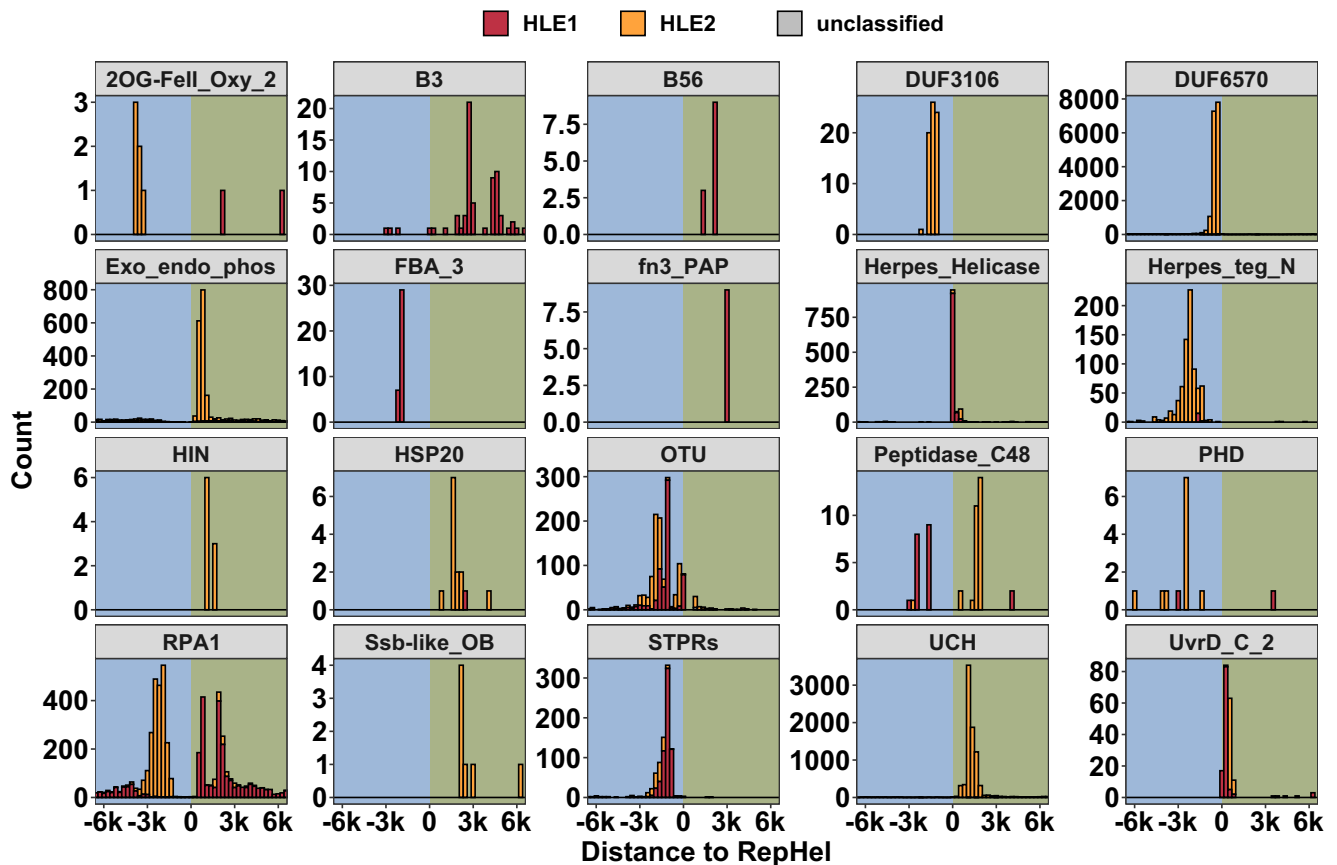 HLE1 HLE2 unclassified
2OG-FeII_Oxy_2 B3 B56 DUF3106 DUF6570
3 2 1 0
20 15 10 5 0
7.5 5.0 2.5 0.0
20 10 0
8000 6000 4000 2000 0
Exo_endo_phos FBA_3 fn3_PAP Herpes_Helicase Herpes_teg_N
800 600 400 200 0
30 20 10 0
7.5 5.0 2.5 0.0
750 500 250 0
200 150 100 50 0
HIN HSP20 OTU Peptidase_C48 PHD
6 4 2 0
6 4 2 0
300 200 100 0
10 5 0
6 4 2 0
RPA1 Ssb-like_OB STPRs UCH UvrD_C_2
400 200 0
4 3 2 1 0
300 200 100 0
3000 2000 1000 0
80 60 40 20 0
-6k -3k 0 3k 6k -6k -3k 0 3k 6k -6k -3k 0 3k 6k -6k -3k 0 3k 6k -6k -3k 0 3k 6k
Count
Distance to RepHel